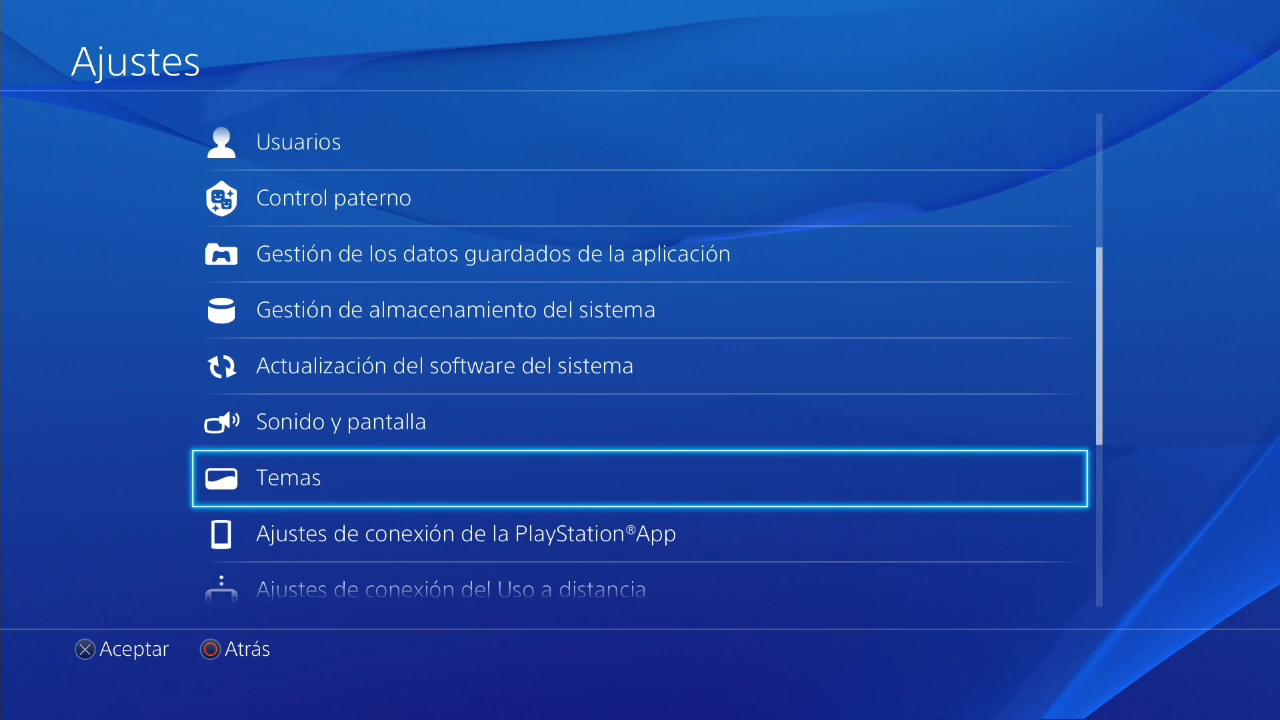 Ajustes
Usuarios
Control paterno
Gestión de los datos guardados de la aplicación
Gestión de almacenamiento del sistema
Actualización del software del sistema
Sonido y pantalla
Temas
Ajustes de conexión de la PlayStation®App
Ajustes de conexión del Uso a distancia
Aceptar Atrás